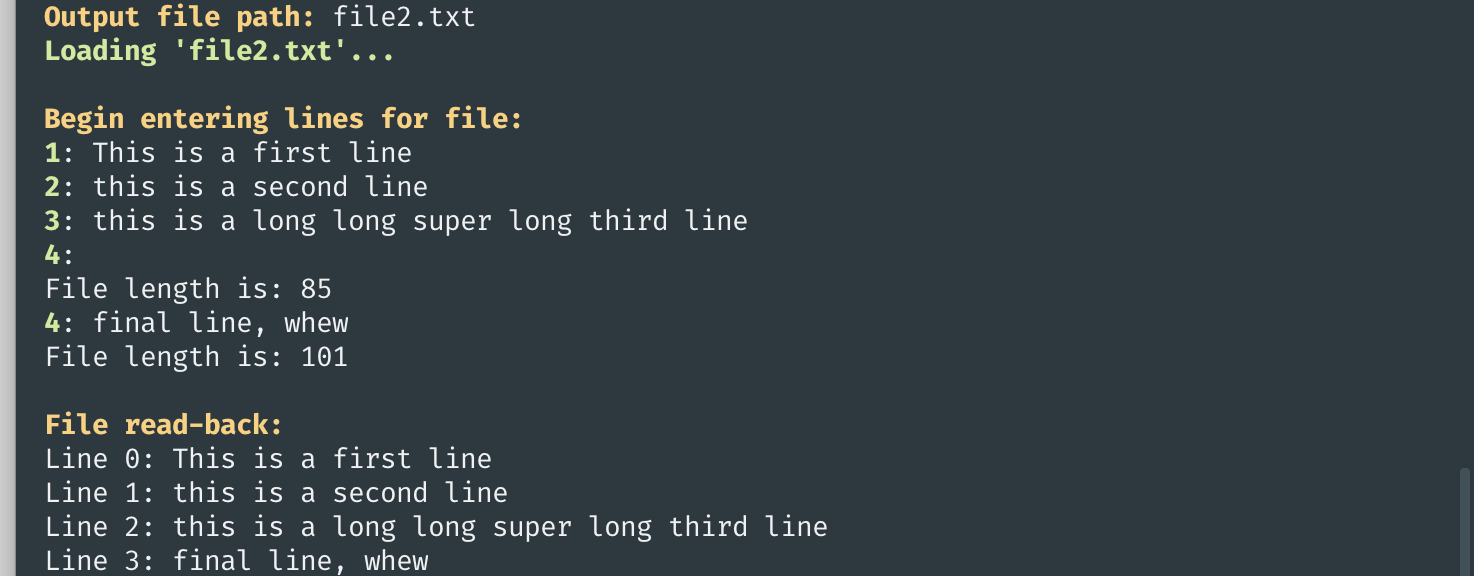 Output file path: file2.txt
Loading 'file2.txt'...
Begin entering lines for file:
1: This is a first line
2: this is a second line
3: this is a long long super long third line
4:
File length is: 85
4: final line, whew
File length is: 101
File read-back:
Line 0: This is a first line
Line 1: this is a second line
Line 2: this is a long long super long third line
Line 3: final line, whew